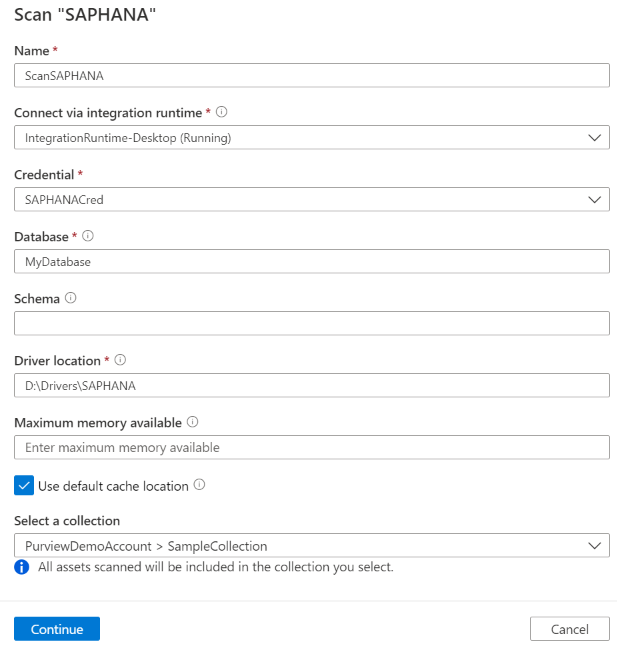 Scan "SAPHANA"
Name *
ScanSAPHANA
Connect via integration runtime *
IntegrationRuntime-Desktop (Running)
Credential *
SAPHANACred
Database *
MyDatabase
Schema
Driver location *
D:\Drivers\SAPHANA
Maximum memory available
Enter maximum memory available
Use default cache location
Select a collection
PurviewDemoAccount > SampleCollection
All assets scanned will be included in the collection you select.
Continue
Cancel